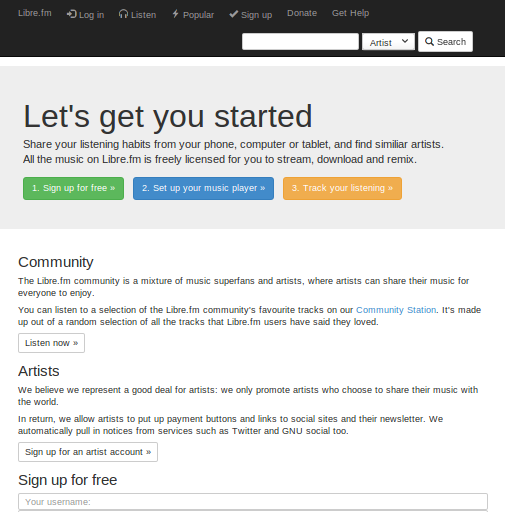 Libre.fm Log in Listen Popular Sign up Donate Get Help
Artist Search
Let's get you started
Share your listening habits from your phone, computer or tablet, and find similiar artists.
All the music on Libre.fm is freely licensed for you to stream, download and remix.
1. Sign up for free » 2. Set up your music player » 3. Track your listening »
Community
The Libre.fm community is a mixture of music superfans and artists, where artists can share their music for
everyone to enjoy.
You can listen to a selection of the Libre.fm community's favourite tracks on our Community Station. It's made
up out of a random selection of all the tracks that Libre.fm users have said they loved.
Listen now »
Artists
We believe we represent a good deal for artists: we only promote artists who choose to share their music with
the world.
In return, we allow artists to put up payment buttons and links to social sites and their newsletter. We
automatically pull in notices from services such as Twitter and GNU social too.
Sign up for an artist account »
Sign up for free
Your username: